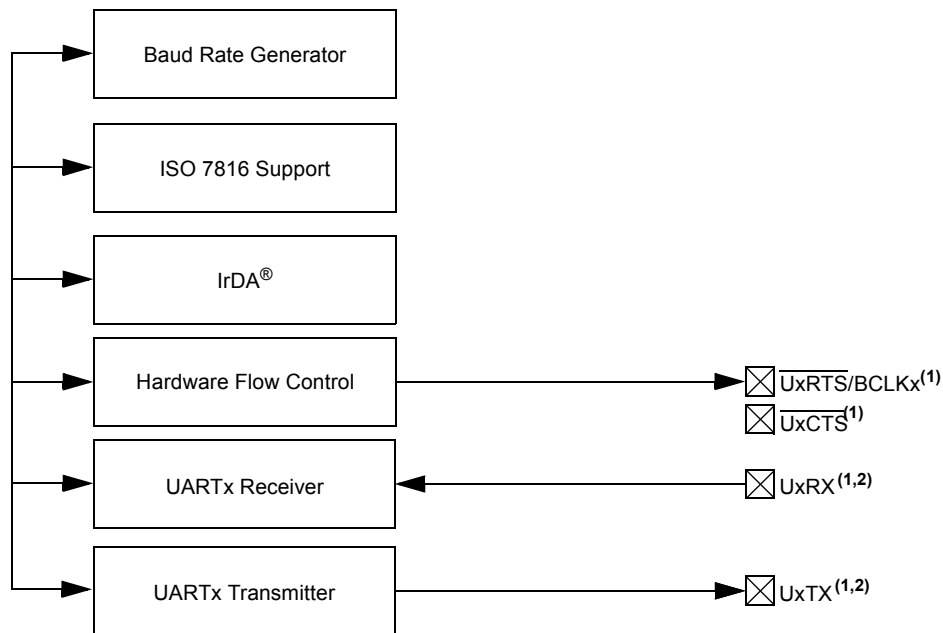 Baud Rate Generator
ISO 7816 Support
IrDA®
Hardware Flow Control
UxRTS/BCLKx(1)
UxCTS(1)
UARTx Receiver
UxRX(1,2)
UARTx Transmitter
UxTX(1,2)